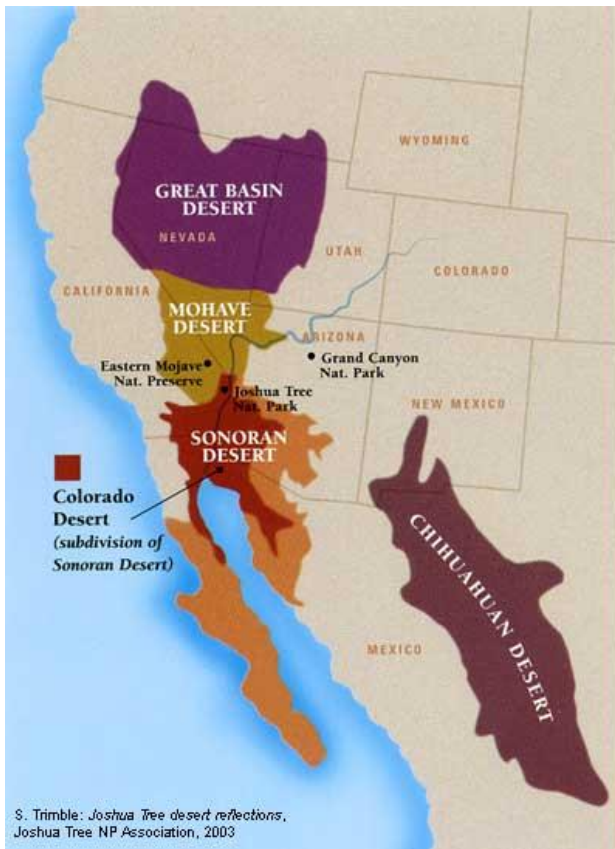 WYOMING
GREAT BASIN
DESERT
NEVADA
UTAH
COLORADO
CALIFORNIA
MOHAVE
DESERT
ARIZONA
Eastern Mojave
Nat. Preserve
Grand Canyon
Nat. Park
Joshua Tree
Nat. Park
NEW MEXICO
SONORAN
DESERT
Colorado
Desert
(subdivision of
Sonoran Desert)
CHIHUAHUAN DESERT
MEXICO
S. Trimble: Joshua Tree desert reflections,
Joshua Tree NP Association, 2003